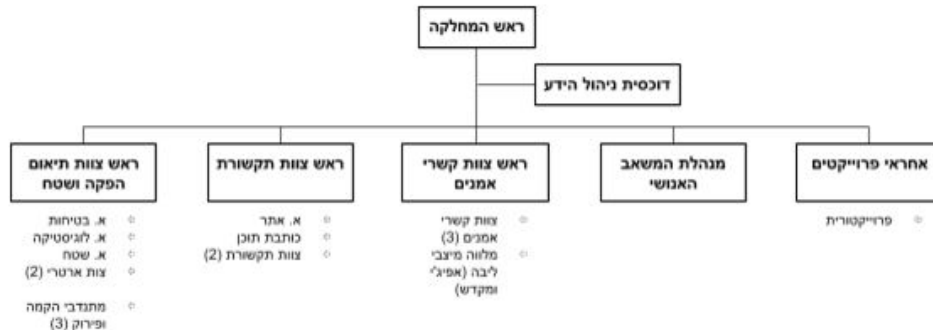 ראש המחלקה
דוכסית ניהול הידע
אחראי פרוייקטים
פרוייקטורית
מנהלת המשאב
האנושי
ראש צוות קשרי
אמנים
צוות קשרי
אמנים (3)
מלווה מיצבי
ליבה (אפיג'י
ומקדש)
ראש צוות תקשורת
א. אתר
כותבת תוכן
צוות תקשורת (2)
ראש צוות תיאום
הפקה ושטח
א. בטיחות
א. לוגיסטיקה
א. שטח
צות ארטרי (2)
מתנדבי הקמה
ופירוק (3)